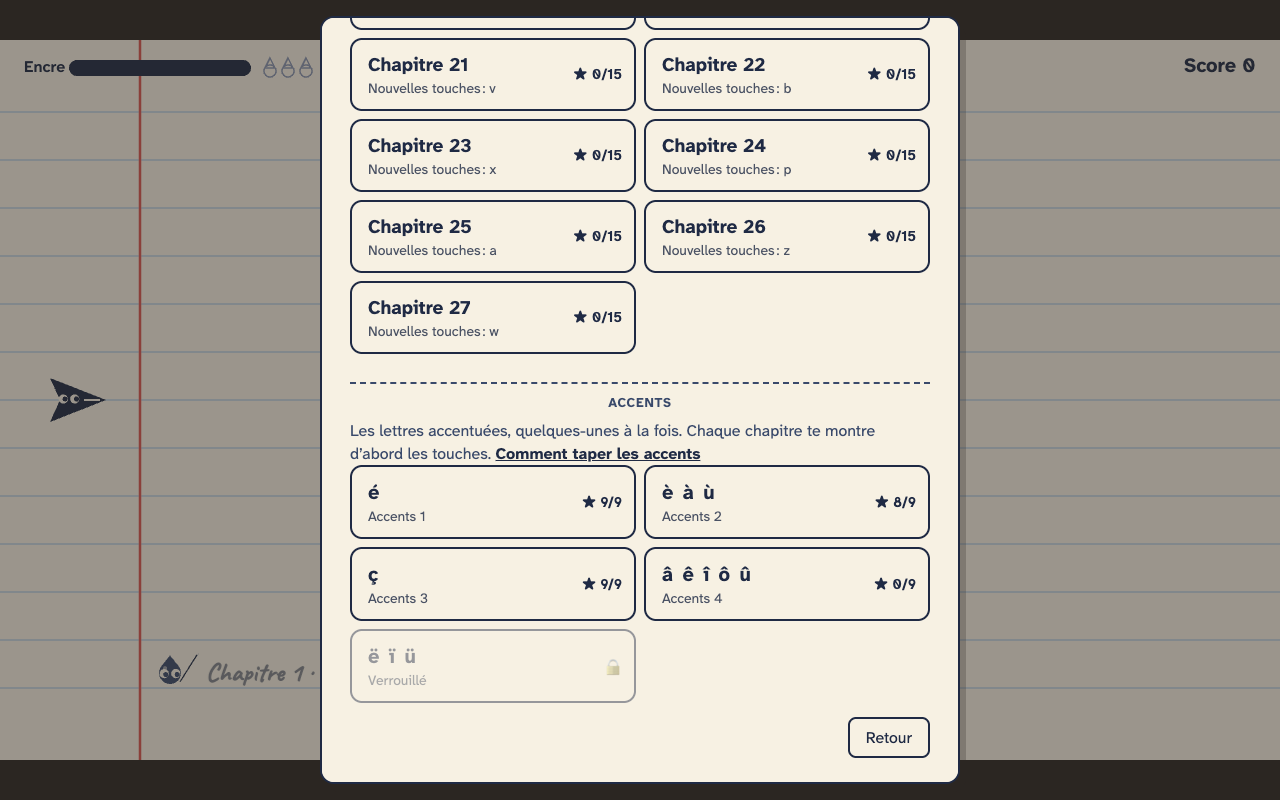 Encre
Score 0
Chapitre 21
Nouvelles touches : v
★ 0/15
Chapitre 22
Nouvelles touches : b
★ 0/15
Chapitre 23
Nouvelles touches : x
★ 0/15
Chapitre 24
Nouvelles touches : p
★ 0/15
Chapitre 25
Nouvelles touches : a
★ 0/15
Chapitre 26
Nouvelles touches : z
★ 0/15
Chapitre 27
Nouvelles touches : w
★ 0/15
ACCENTS
Les lettres accentuées, quelques-unes à la fois. Chaque chapitre te montre
d’abord les touches. Comment taper les accents
é
Accents 1
★ 9/9
è à ù
Accents 2
★ 8/9
ç
Accents 3
★ 9/9
â ê î ô û
Accents 4
★ 0/9
ë ï ü
Verrouillé
Chapitre 1 ·
Retour